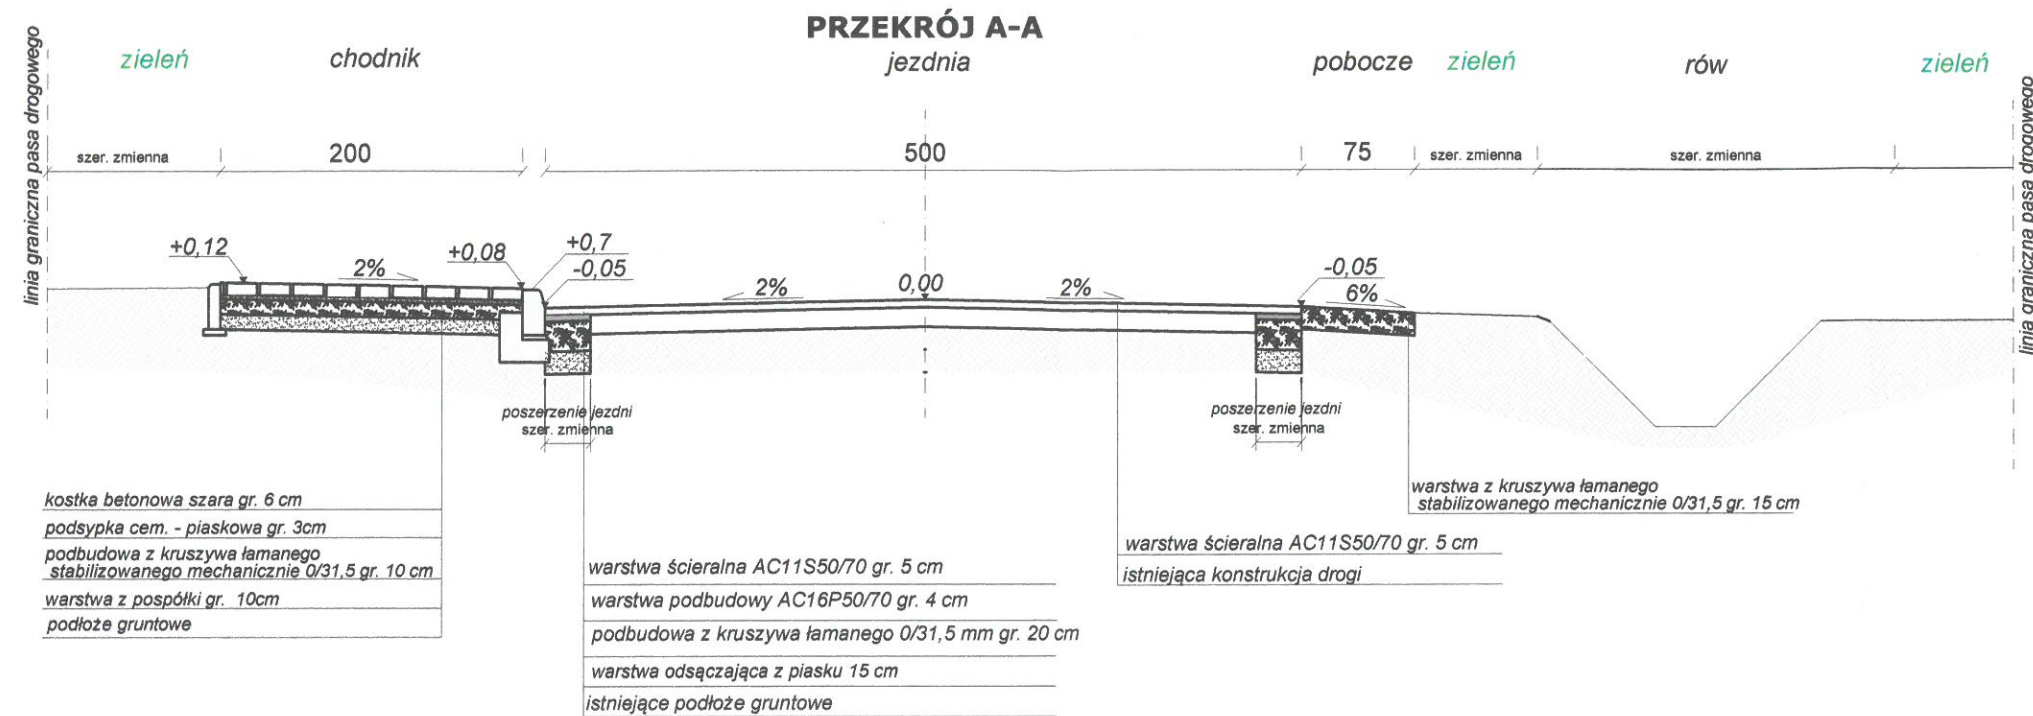 PRZEKRÓJ A-A
zieleń
chodnik
jezdnia
pobocze
zieleń
rów
zieleń
linia graniczna pasa drogowego
linia graniczna pasa drogowego
szer. zmienna
200
500
75
szer. zmienna
szer. zmienna
+0,12
2%
+0,08
+0,7
-0,05
2%
0,00
2%
-0,05
6%
poszerzenie jezdni
szer. zmienna
poszerzenie jezdni
szer. zmienna
kostka betonowa szara gr. 6 cm
podsypka cem. - piaskowa gr. 3cm
podbudowa z kruszywa łamanego
stabilizowanego mechanicznie 0/31,5 gr. 10 cm
warstwa z pospółki gr. 10cm
podłoże gruntowe
warstwa ścieralna AC11S50/70 gr. 5 cm
warstwa podbudowy AC16P50/70 gr. 4 cm
podbudowa z kruszywa łamanego 0/31,5 mm gr. 20 cm
warstwa odsączająca z piasku 15 cm
istniejące podłoże gruntowe
warstwa ścieralna AC11S50/70 gr. 5 cm
istniejąca konstrukcja drogi
warstwa z kruszywa łamanego
stabilizowanego mechanicznie 0/31,5 gr. 15 cm